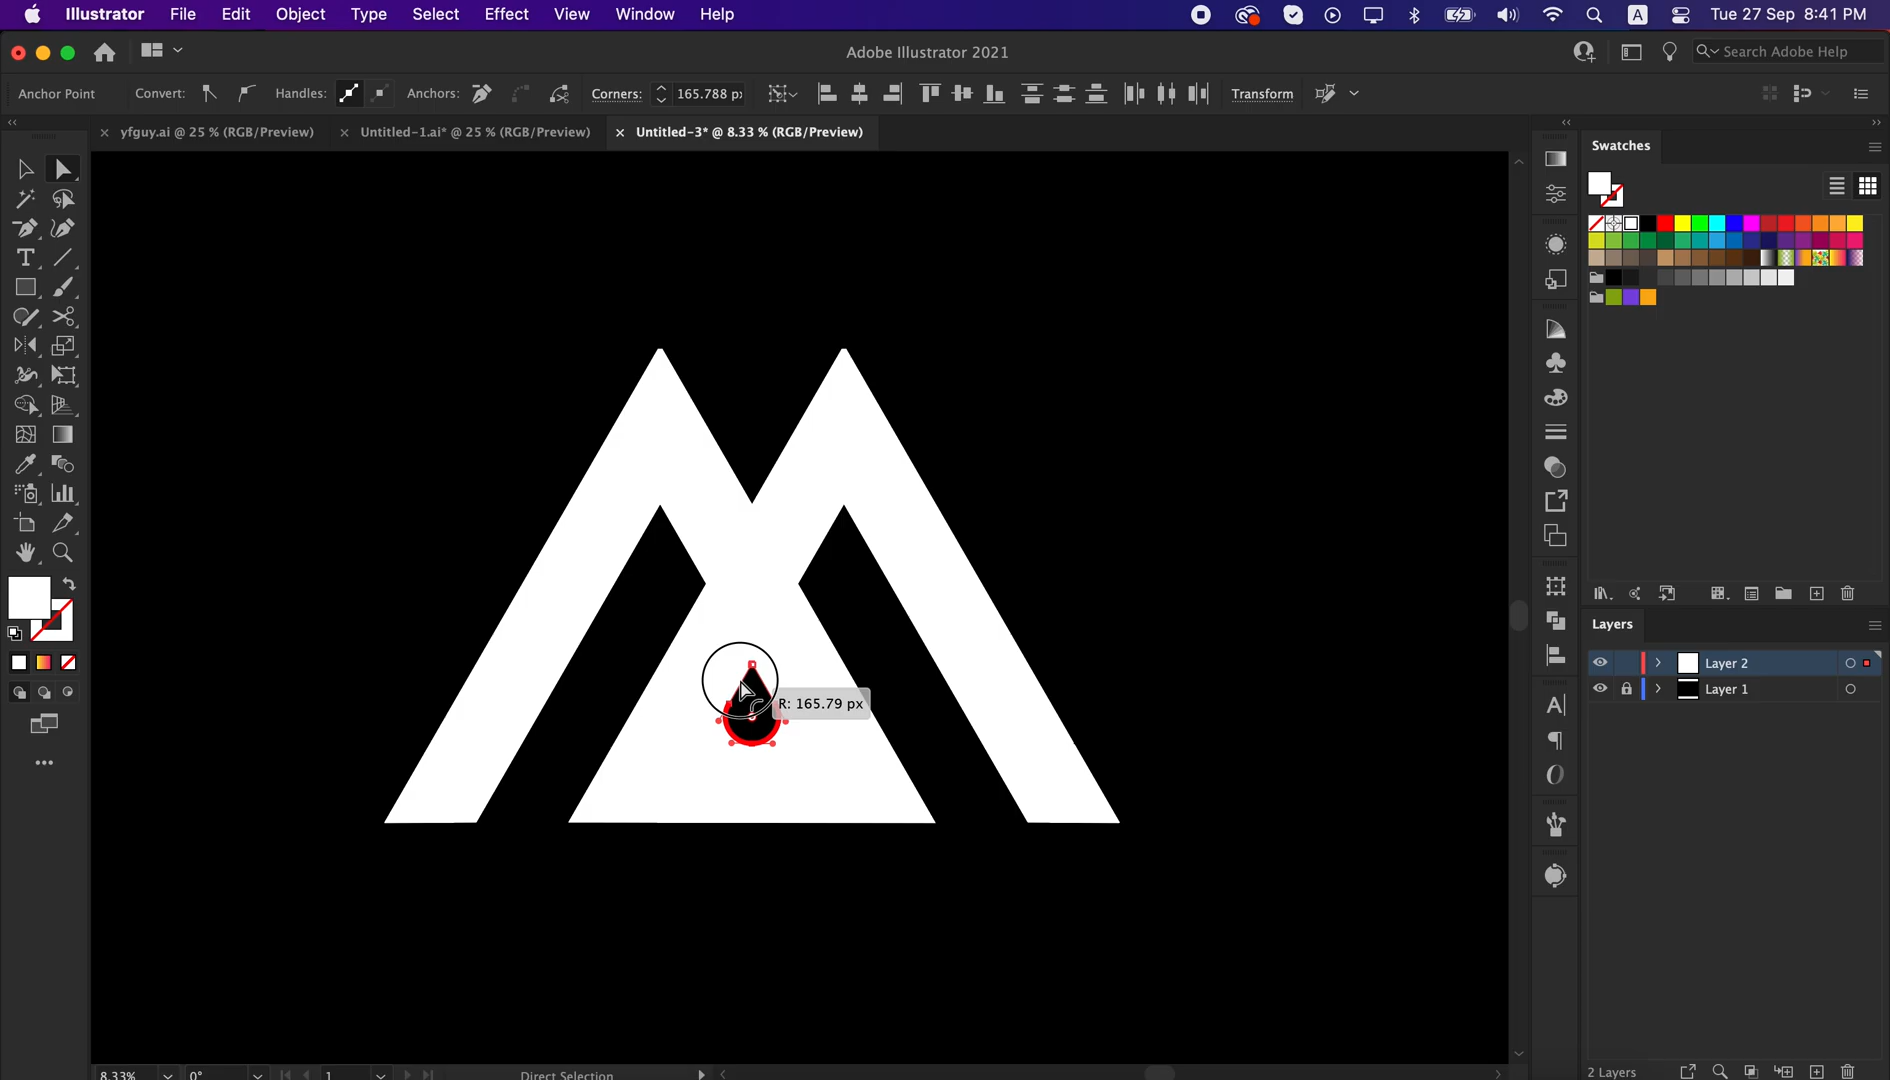 Illustrator File Edit Object Type Select Effect View Window Help A Tue 27 Sep 8:41 PM
Adobe Illustrator 2021
Search Adobe Help
Anchor Point Convert: Handles: Anchors: Corners: 165.788 px Transform
yfguy.ai @ 25 % (RGB/Preview) Untitled-1.ai* @ 25 % (RGB/Preview) Untitled-3* @ 8.33 % (RGB/Preview)
Swatches
R: 165.79 px
Layers
Layer 2
Layer 1
8.33% 0° 1 Direct Selection
2 Layers